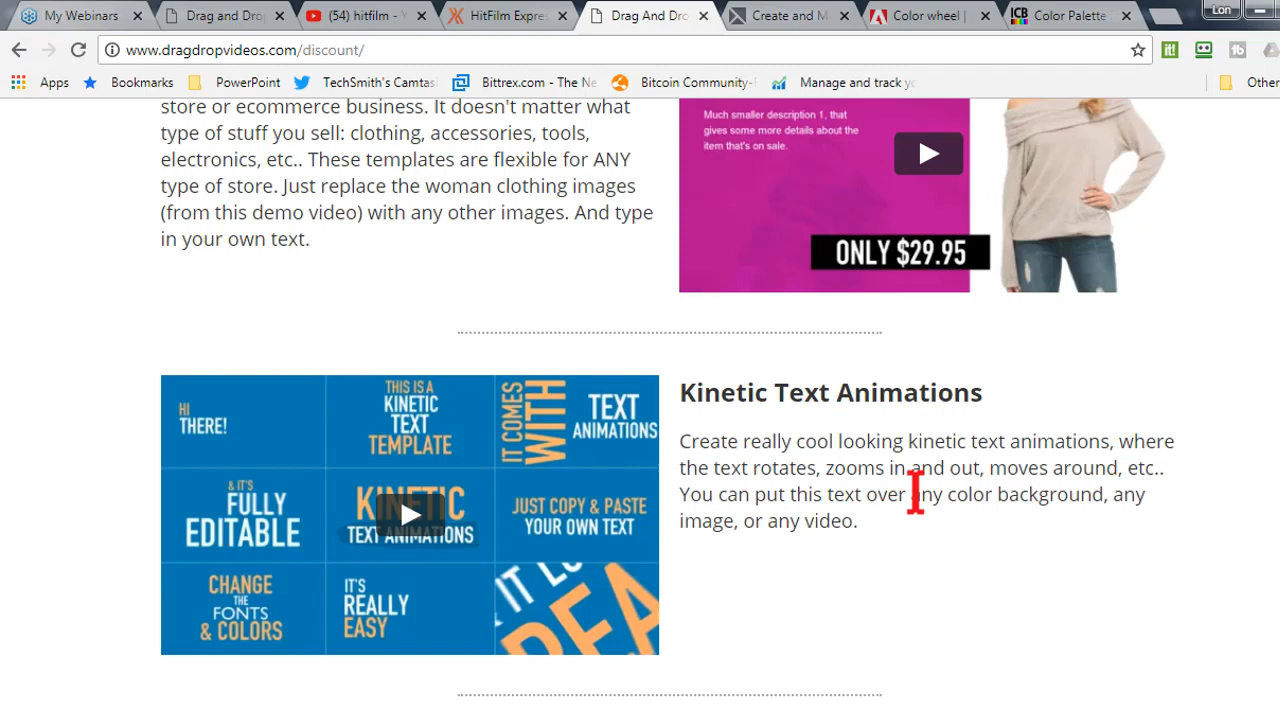 My Webinars
Drag and Dro
(54) hitfilm - Y
HitFilm Expre
Drag And Dro
Create and M
Color wheel |
Color Palette
Lon
www.dragdropvideos.com/discount/
Apps
Bookmarks
PowerPoint
TechSmith's Camtas
Bittrex.com - The Ne
Bitcoin Community-
Manage and track yo
Other
store or ecommerce business. It doesn't matter what
type of stuff you sell: clothing, accessories, tools,
electronics, etc.. These templates are flexible for ANY
type of store. Just replace the woman clothing images
(from this demo video) with any other images. And type
in your own text.
Much smaller description 1, that
gives some more details about the
item that's on sale.
ONLY $29.95
HI
THERE!
THIS IS A
KINETIC
TEXT
TEMPLATE
IT COMES
WITH
TEXT
ANIMATIONS
& IT'S
FULLY
EDITABLE
KINETIC
TEXT ANIMATIONS
JUST COPY & PASTE
YOUR OWN TEXT
CHANGE
THE
FONTS
& COLORS
IT'S
REALLY
EASY
Kinetic Text Animations
Create really cool looking kinetic text animations, where
the text rotates, zooms in and out, moves around, etc..
You can put this text over any color background, any
image, or any video.